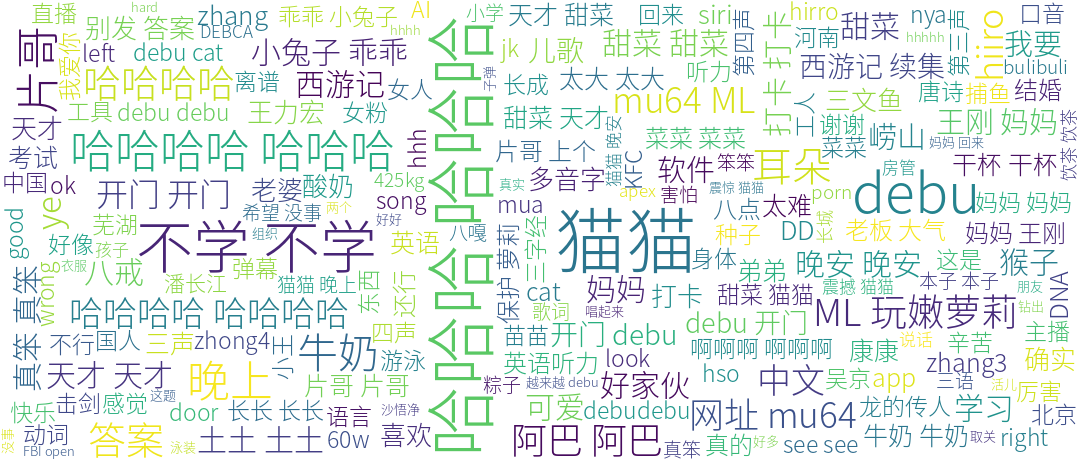 直播
别发 答案
zhang
乖乖 小兔子
AI
hard
hhhh
小学
天才 甜菜
回来
siri
第四声
hirro
nya
口音
片哥
left
我爱你
DEBCA
debu cat
小兔子 乖乖
哈哈哈哈哈哈哈
jk
儿歌
甜菜 甜菜
打卡 打卡
河南
甜菜
第三声
hiiro
我要
hhhhh
bulibuli
哈哈哈哈
离谱
西游记
女人
子弹
长成
太大 太大
听力
西游记 续集
工具
debu debu
王力宏
女粉
甜菜 天才
mu64 ML
工人
三文鱼
唐诗
捕鱼
结婚
天才
考试
哈哈哈哈 哈哈哈
hhh
片哥 上个
猫猫 晚安
菜菜 菜菜
谢谢
菜菜
崂山
王刚 妈妈
饮茶 饮茶
妈妈 回来
中国
ok
开门 开门
老婆
酸奶
425kg
song
真实
多音字
KFC
软件
笨笨
耳朵
房管
干杯 干杯
good
芜湖
yes
希望 没事
两个
好好
mua
apex
害怕
震惊 猫猫
porn
debu
妈妈 妈妈
好像
孩子
不学 不学
组织
英语
八嘎
萝莉
三字经
猫猫
八点
太难
种子
DD
长城
老板 大气
妈妈 王刚
真笨 真笨
wrong
衣服
八戒
潘长江
弹幕
猫猫 晚上
东西
还行
保护
cat
妈妈
打卡
身体
弟弟
晚安 晚安
这是
猴子
甜菜 猫猫
震撼 猫猫
本子 本子
朋友
DNA
哈哈哈哈 哈哈哈哈
四声
歌词
唱起来
ML 玩嫩萝莉
钻出
不行
国人
三声
zhong4
小王
牛奶
游泳
苗苗
开门 debu
debu 开门
啊啊啊 啊啊啊
康康
说话
辛苦
主播
天才 天才
晚上
这题
片哥 片哥
英语听力
look
hso
中文
吴京
app
zhang3
三语
活儿
确实
厉害
快乐
击剑
感觉
door
长长 长长
语言
沙悟净
粽子
越来越
debu
好家伙
可爱
debudebu
网址 mu64
龙的传人
学习
北京
没事
动词
FBI
open
答案
泳装
土土 土土
60w
喜欢
阿巴 阿巴
真笨
真的
好多
see see
牛奶 牛奶
取关
right